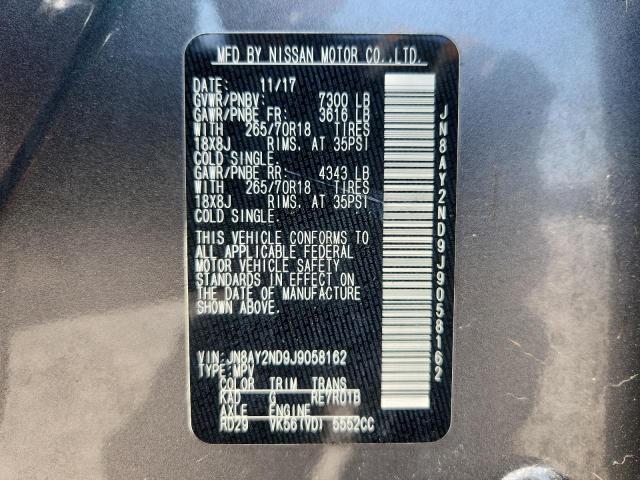 MFD BY NISSAN MOTOR CO.,LTD.
DATE: 11/17
GVWR/PNBV: 7300 LB
GAWR/PNBE FR: 3616 LB
WITH 265/70R18 TIRES
18X8J RIMS. AT 35PSI
COLD SINGLE.
GAWR/PNBE RR: 4343 LB
WITH 265/70R18 TIRES
18X8J RIMS. AT 35PSI
COLD SINGLE.
THIS VEHICLE CONFORMS TO
ALL APPLICABLE FEDERAL
MOTOR VEHICLE SAFETY
STANDARDS IN EFFECT ON
THE DATE OF MANUFACTURE
SHOWN ABOVE.
VIN: JN8AY2ND9J9058162
TYPE: MPV
COLOR TRIM TRANS
KAD G RE7R01B
AXLE ENGINE
RD29 VK56(VD) 5552CC
JN8AY2ND9J9058162